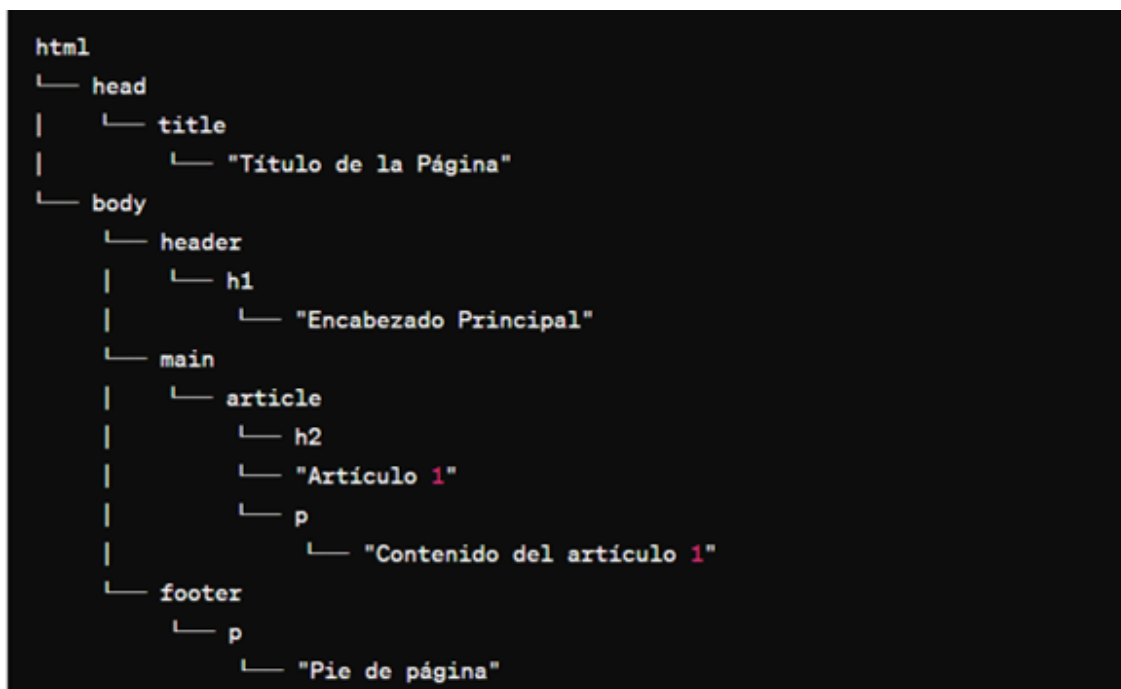 html
└── head
|   └── title
|       └── "Título de la Página"
└── body
    └── header
    |   └── h1
    |       └── "Encabezado Principal"
    └── main
    |   └── article
    |       └── h2
    |       └── "Artículo 1"
    |       └── p
    |           └── "Contenido del artículo 1"
    └── footer
        └── p
            └── "Pie de página"